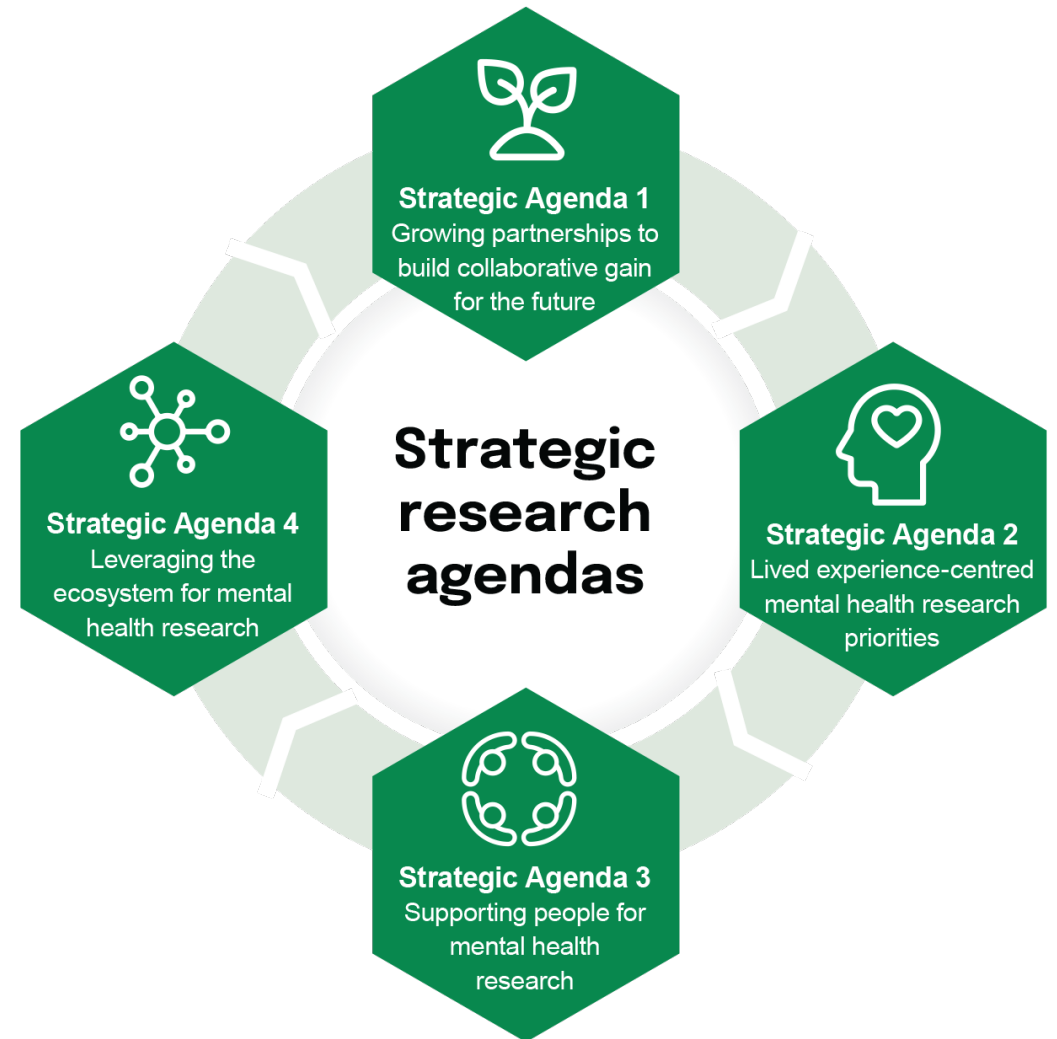 Strategic Agenda 1
Growing partnerships to
build collaborative gain
for the future
Strategic
research
agendas
Strategic Agenda 2
Lived experience-centred
mental health research
priorities
Strategic Agenda 3
Supporting people for
mental health
research
Strategic Agenda 4
Leveraging the
ecosystem for mental
health research